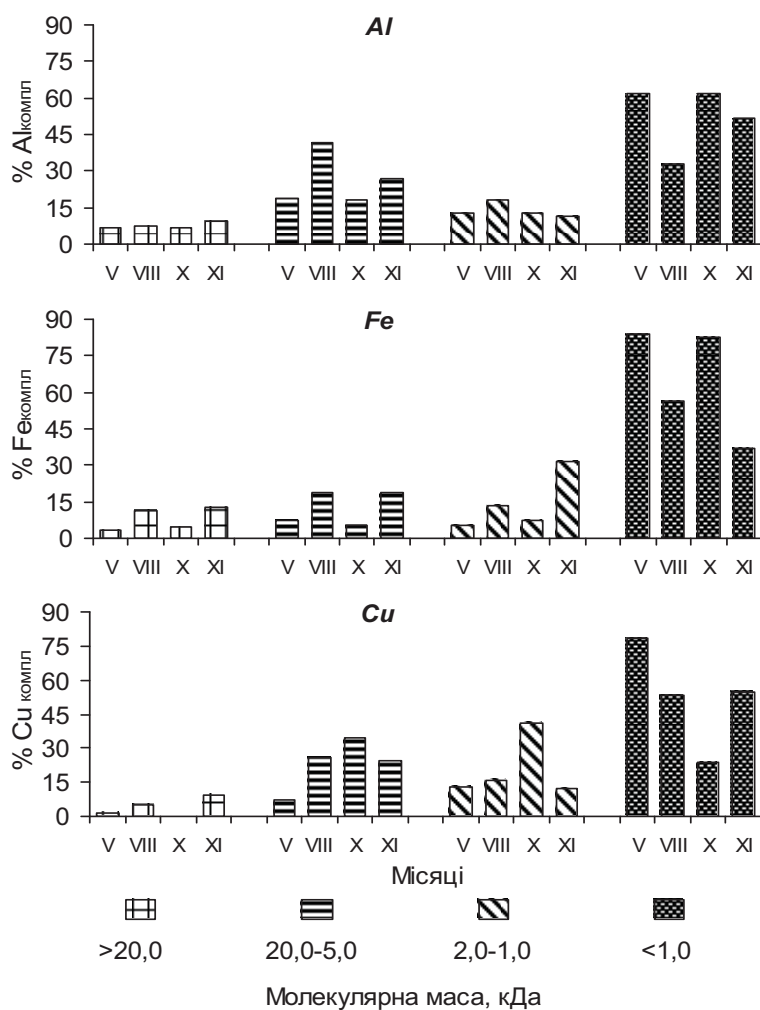 Al
% Alкомпл
90
75
60
45
30
15
0
V VIII X XI V VIII X XI V VIII X XI V VIII X XI
Fe
% Feкомпл
90
75
60
45
30
15
0
V VIII X XI V VIII X XI V VIII X XI V VIII X XI
Cu
% Cu компл
90
75
60
45
30
15
0
V VIII X XI V VIII X XI V VIII X XI V VIII X XI
Місяці
>20,0 20,0-5,0 2,0-1,0 <1,0
Молекулярна маса, кДа